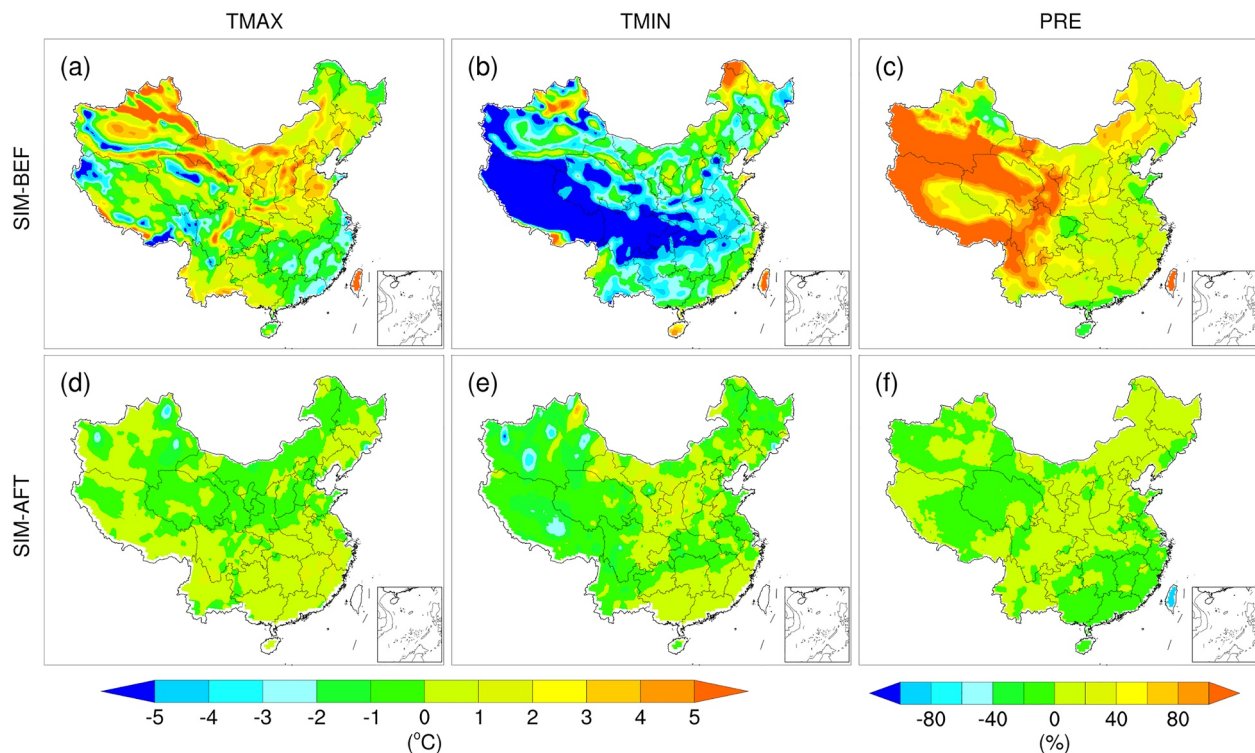 TMAX TMIN PRE
SIM-BEF
(a) (b) (c)
SIM-AFT
(d) (e) (f)
-5 -4 -3 -2 -1 0 1 2 3 4 5
(°C)
-80 -40 0 40 80
(%)